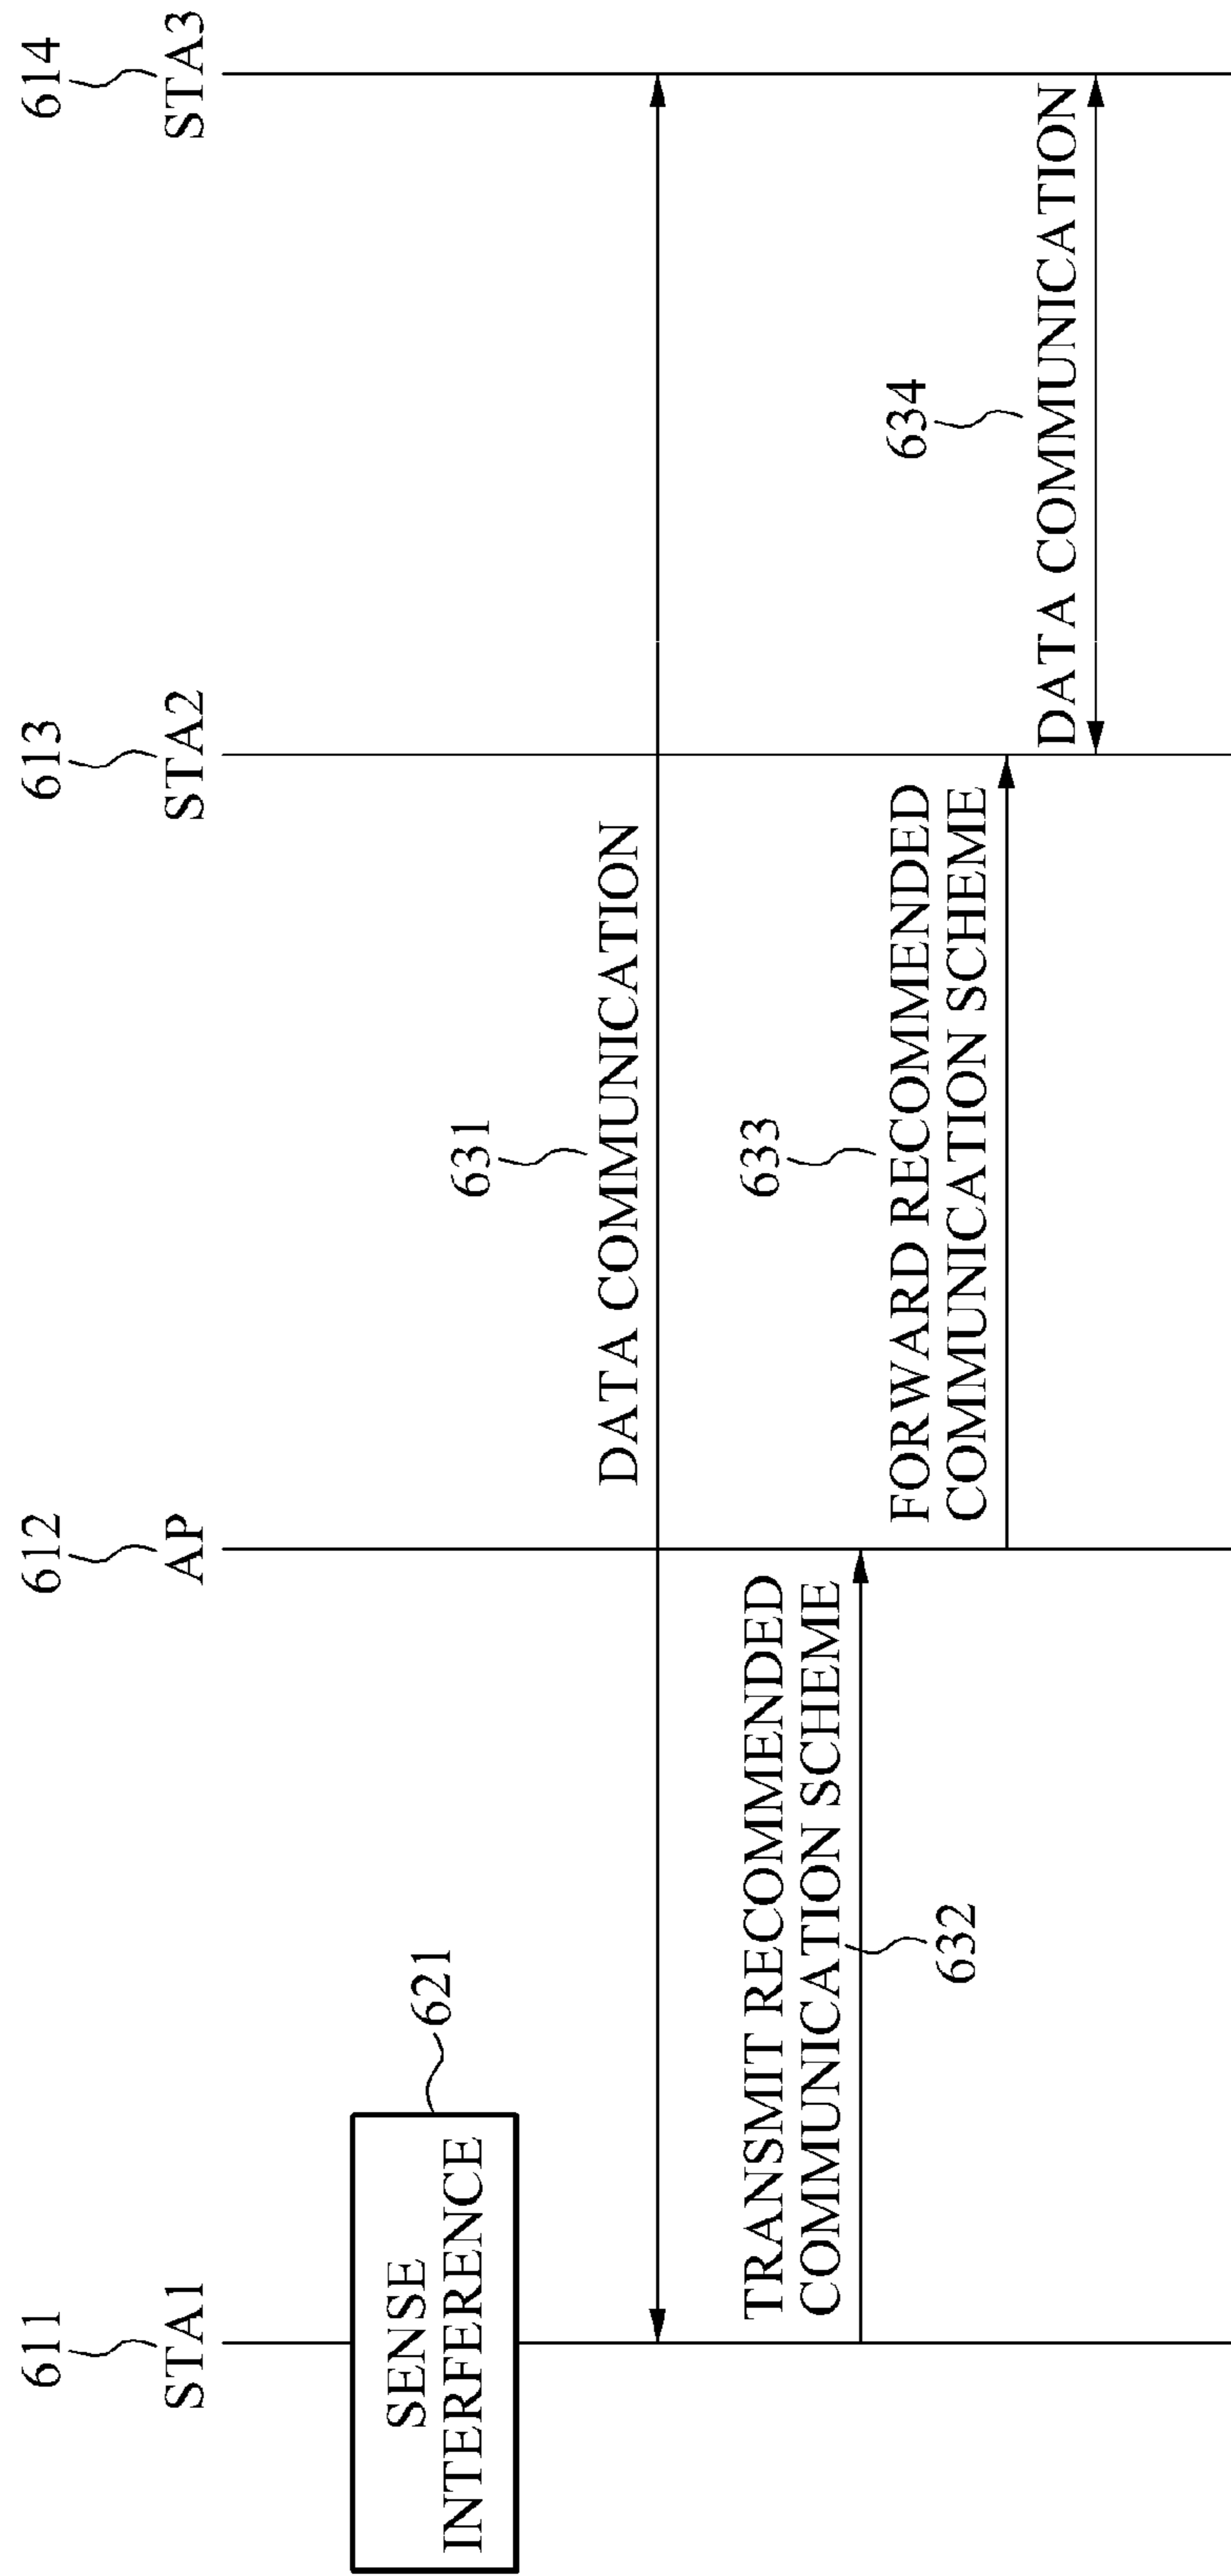 611
612
613
614
STA1
AP
STA2
STA3
SENSE
INTERFERENCE
621
631
DATA COMMUNICATION
TRANSMIT RECOMMENDED
COMMUNICATION SCHEME
632
633
FORWARD RECOMMENDED
COMMUNICATION SCHEME
634
DATA COMMUNICATION